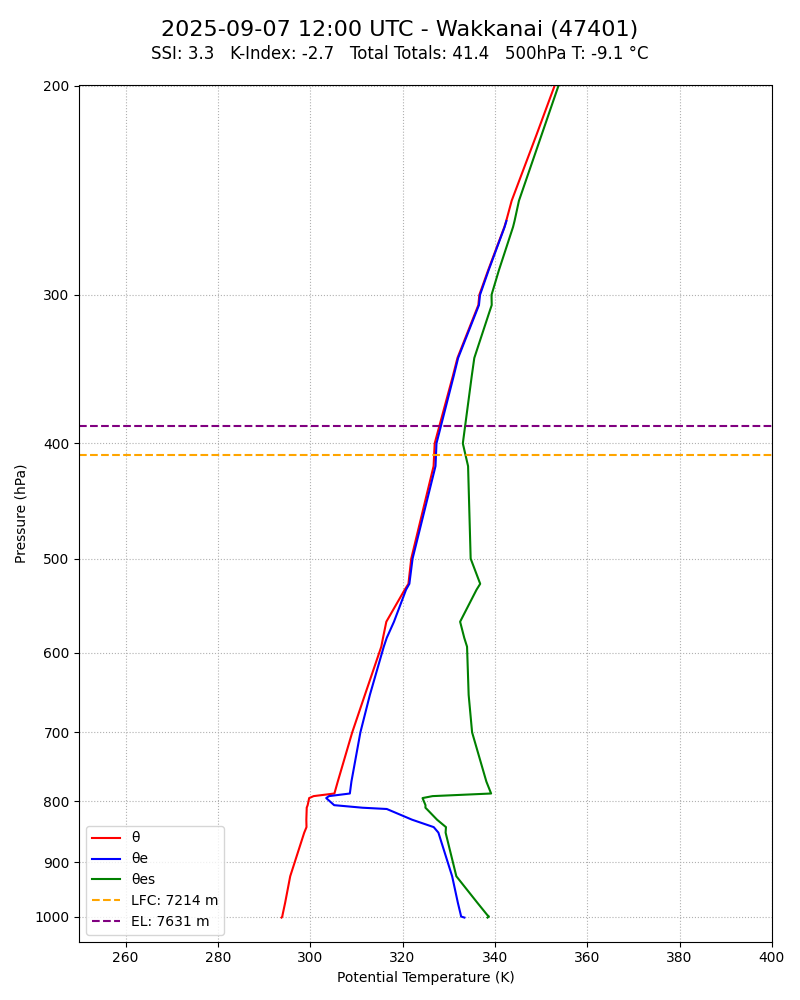 2025-09-07 12:00 UTC - Wakkanai (47401)
SSI: 3.3   K-Index: -2.7   Total Totals: 41.4   500hPa T: -9.1 °C
200
300
400
500
600
700
800
900
1000
Pressure (hPa)
θ
θe
θes
LFC: 7214 m
EL: 7631 m
260 280 300 320 340 360 380 400
Potential Temperature (K)